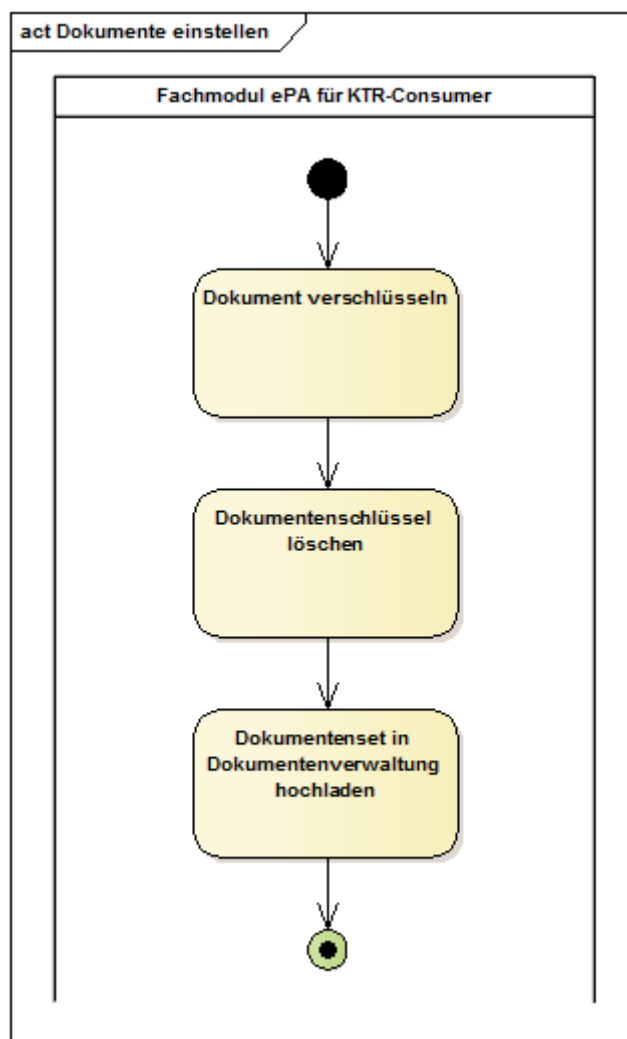 act Dokumente einstellen
Fachmodul ePA für KTR-Consumer
Dokument verschlüsseln
Dokumentenschlüssel
löschen
Dokumentenset in
Dokumentenverwaltung
hochladen